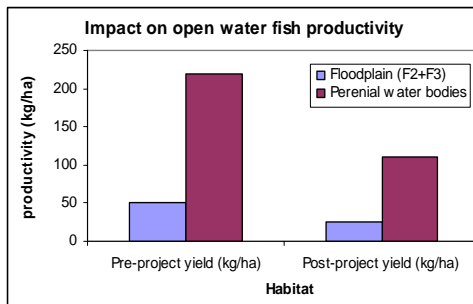 Impact on open water fish productivity
250
200
150
100
50
0
productivity (kg/ha)
Floodplain (F2+F3)
Perenial water bodies
Pre-project yield (kg/ha)
Post-project yield (kg/ha)
Habitat